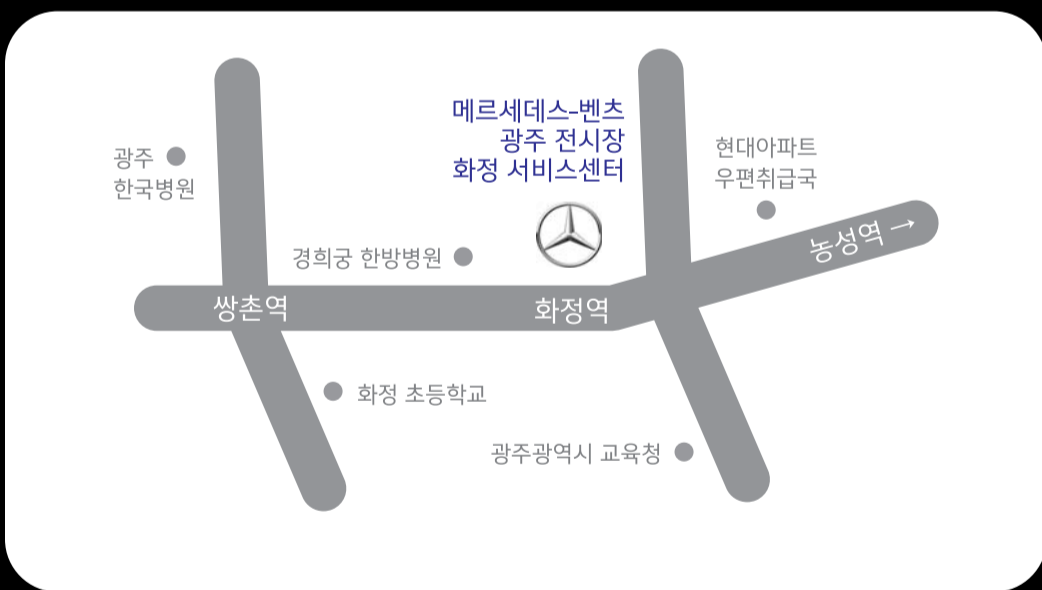 메르세데스-벤츠
광주 전시장
화정 서비스센터
광주
한국병원
현대아파트
우편취급국
농성역 →
경희궁 한방병원
쌍촌역
화정역
화정 초등학교
광주광역시 교육청